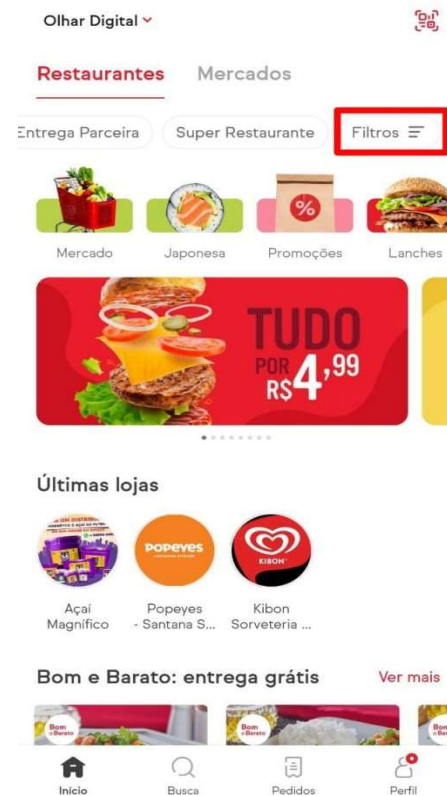 Olhar Digital
Restaurantes Mercados
Entrega Parceira Super Restaurante Filtros
%
Mercado Japonesa Promoções Lanches
TUDO
POR
R$4,99
Últimas lojas
POPEYES
KIBON
Açaí Magnífico
Popeyes - Santana S...
Kibon Sorveteria ...
Bom e Barato: entrega grátis Ver mais
Bom e Barato
Bom e Barato
Início Busca Pedidos Perfil